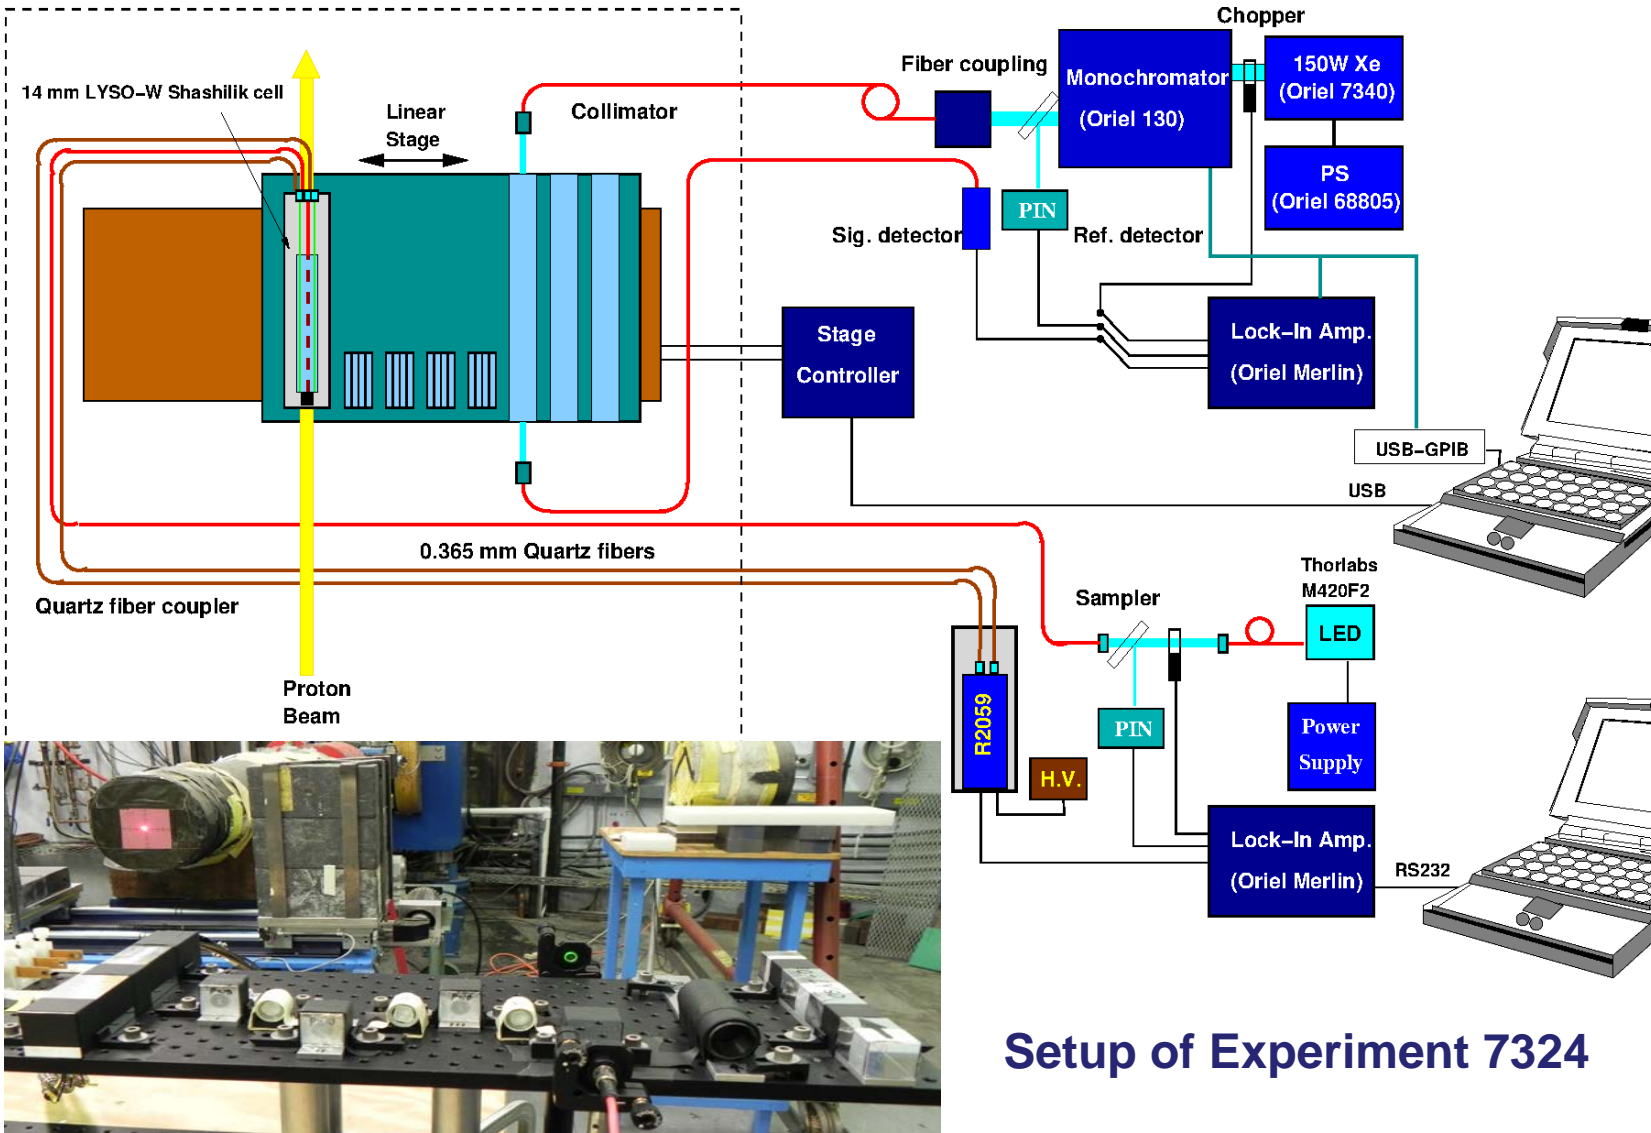 Chopper
Fiber coupling
Monochromator
(Oriel 130)
150W Xe
(Oriel 7340)
14 mm LYSO-W Shashilik cell
Linear
Stage
Collimator
PS
(Oriel 68805)
PIN
Sig. detector
Ref. detector
Stage
Controller
Lock-In Amp.
(Oriel Merlin)
USB-GPIB
USB
0.365 mm Quartz fibers
Quartz fiber coupler
Thorlabs
M420F2
Sampler
LED
Proton
Beam
R2059
PIN
Power
Supply
H.V.
Lock-In Amp.
(Oriel Merlin)
RS232
Setup of Experiment 7324